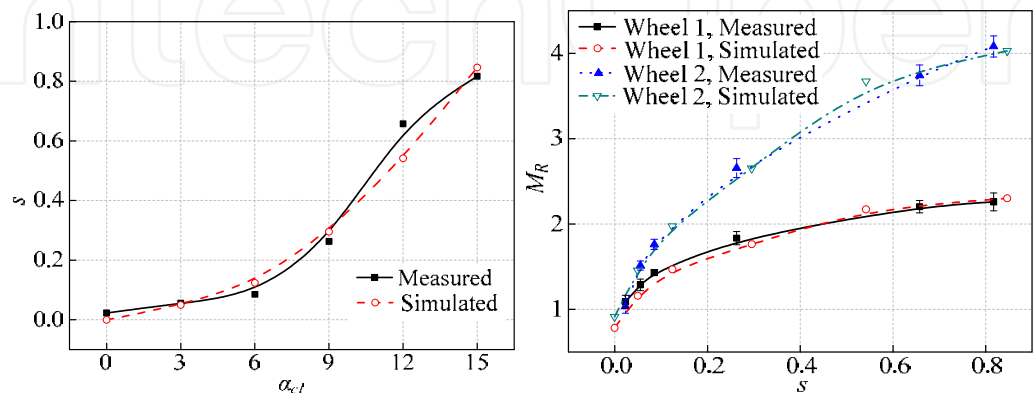 1.0
0.8
0.6
0.4
0.2
0.0
s
0 3 6 9 12 15
α_cl
Measured
Simulated
Wheel 1, Measured
Wheel 1, Simulated
Wheel 2, Measured
Wheel 2, Simulated
4
3
2
1
M_R
0.0 0.2 0.4 0.6 0.8
s